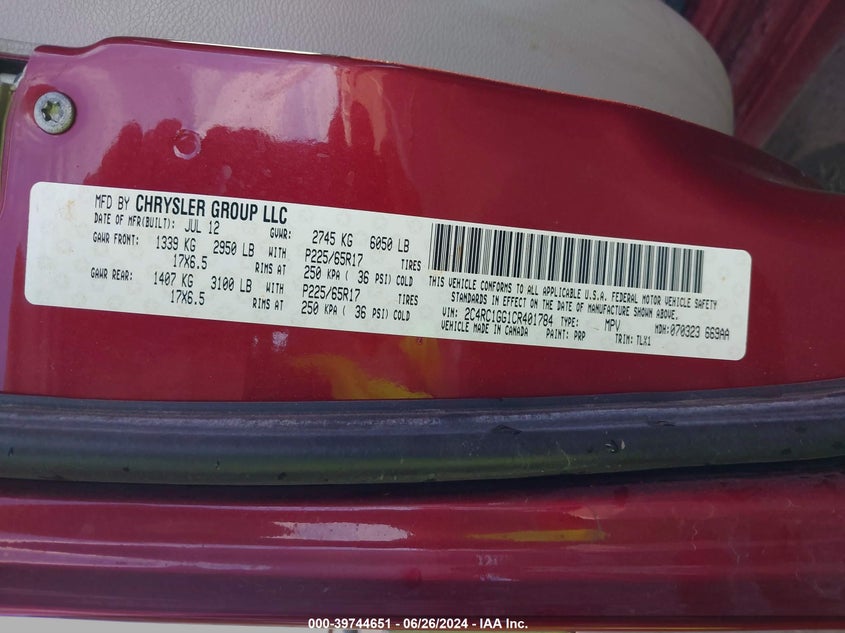 MFD BY CHRYSLER GROUP LLC
DATE OF MFR(BUILT): JUL 12 GVWR: 2745 KG 6050 LB
GAWR FRONT: 1339 KG 2950 LB WITH P225/65R17 TIRES
17X6.5 RIMS AT 250 KPA ( 36 PSI) COLD
GAWR REAR: 1407 KG 3100 LB WITH P225/65R17 TIRES
17X6.5 RIMS AT 250 KPA ( 36 PSI) COLD
THIS VEHICLE CONFORMS TO ALL APPLICABLE U.S.A. FEDERAL MOTOR VEHICLE SAFETY
STANDARDS IN EFFECT ON THE DATE OF MANUFACTURE SHOWN ABOVE.
VIN: 2C4RC1GG1CR401784 TYPE: MPV MDH:070323 669AA
VEHICLE MADE IN CANADA PAINT: PRP TRIM: TLX1
000-39744651 - 06/26/2024 - IAA Inc.